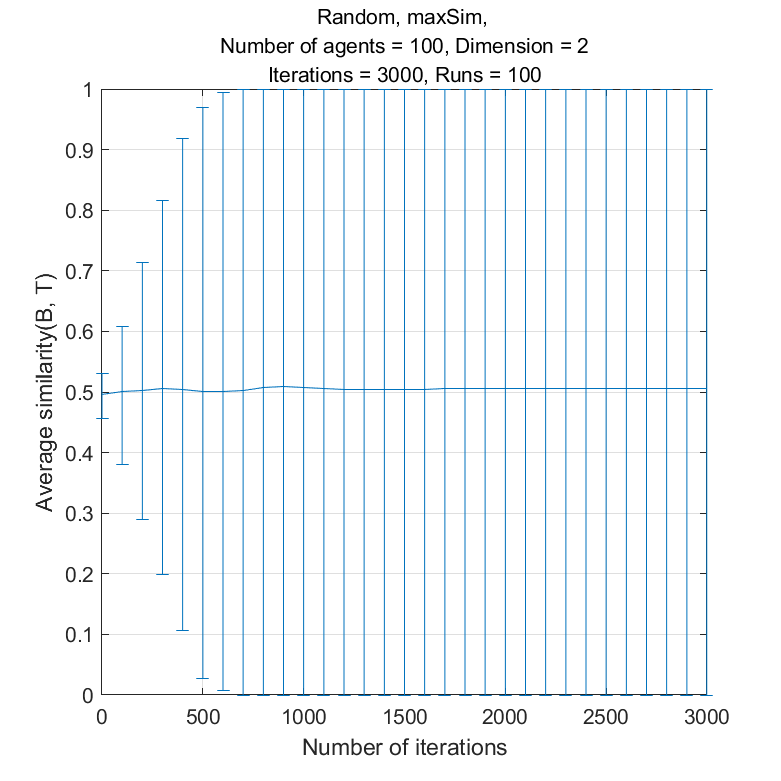 Random, maxSim,
Number of agents = 100, Dimension = 2
Iterations = 3000, Runs = 100
1
0.9
0.8
0.7
0.6
0.5
0.4
0.3
0.2
0.1
0
Average similarity(B, T)
0 500 1000 1500 2000 2500 3000
Number of iterations